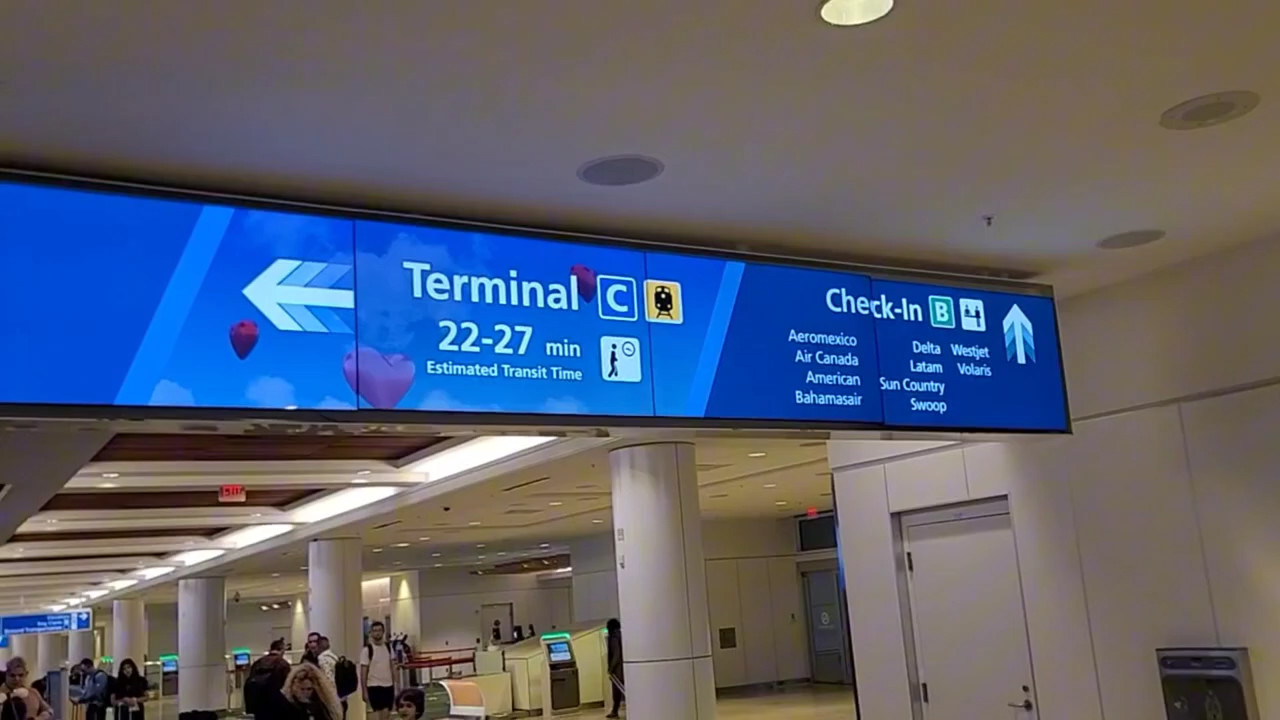 Terminal C
22-27 min
Estimated Transit Time
Check-In B
Aeromexico
Air Canada
American
Bahamasair
Delta
Latam
Sun Country
Swoop
Westjet
Volaris
EXIT